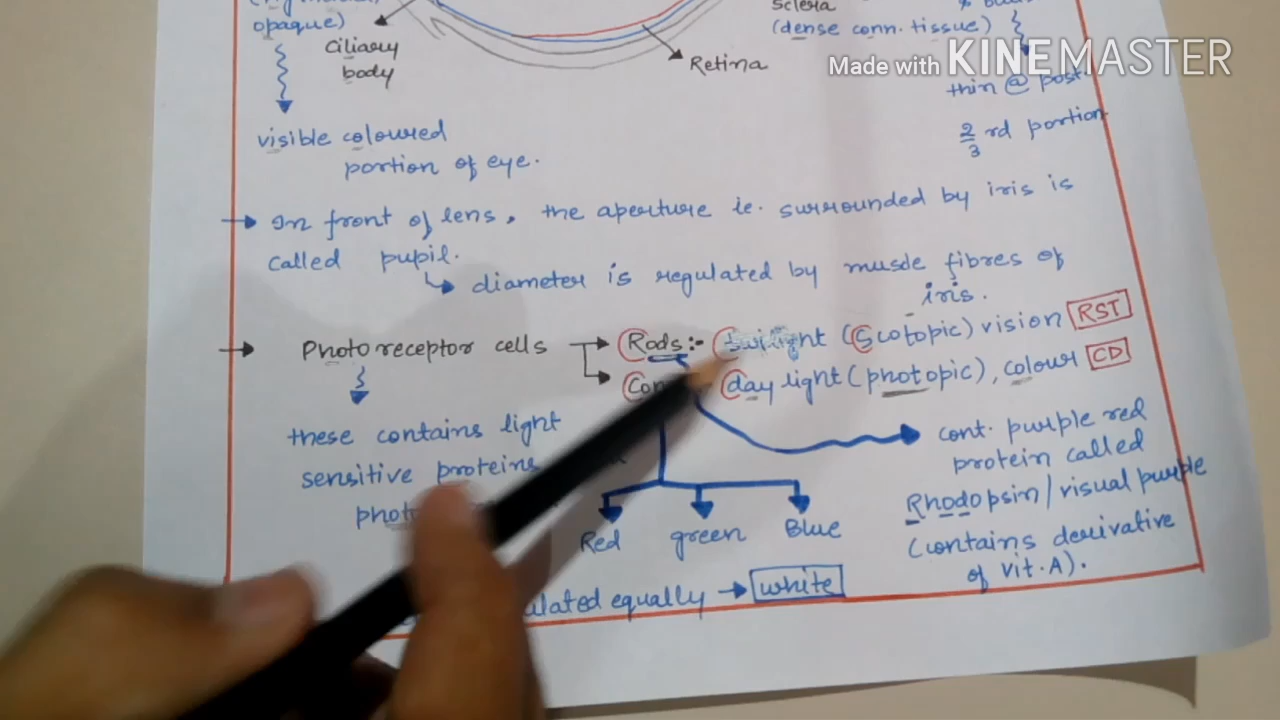 opaque)
Ciliary
body
Retina
sclera
(dense conn. tissue)
Made with KINEMASTER
thin @ post.
2/3 rd portion
visible coloured
portion of eye.
In front of lens, the aperture ie. surrounded by iris is
called pupil.
diameter is regulated by muscle fibres of
iris.
Photoreceptor cells
Rods:- twilight (Scotopic) vision RST
Con day light (photopic), colour CD
these contains light
sensitive proteins
cont. purple red
protein called
Rhodopsin/visual purple
(contains derivative
of vit. A).
Red green Blue
ulated equally → white